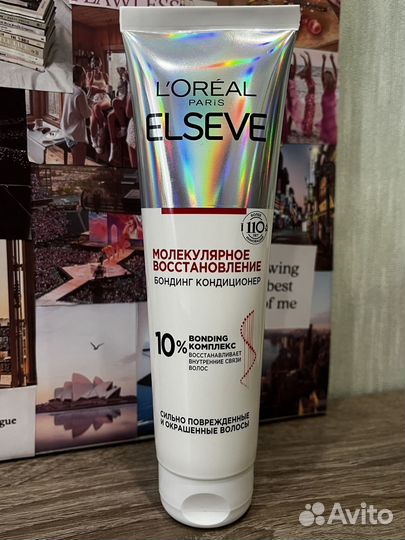 FLAWLESS
L'ORÉAL
PARIS
ELSEVE
110
МОЛЕКУЛЯРНОЕ
ВОССТАНОВЛЕНИЕ
БОНДИНГ КОНДИЦИОНЕР
10% BONDING
КОМПЛЕКС
ВОССТАНАВЛИВАЕТ
ВНУТРЕННИЕ СВЯЗИ
ВОЛОС
СИЛЬНО ПОВРЕЖДЕННЫЕ
И ОКРАШЕННЫЕ ВОЛОСЫ
wing
best
of me
gue
Avito